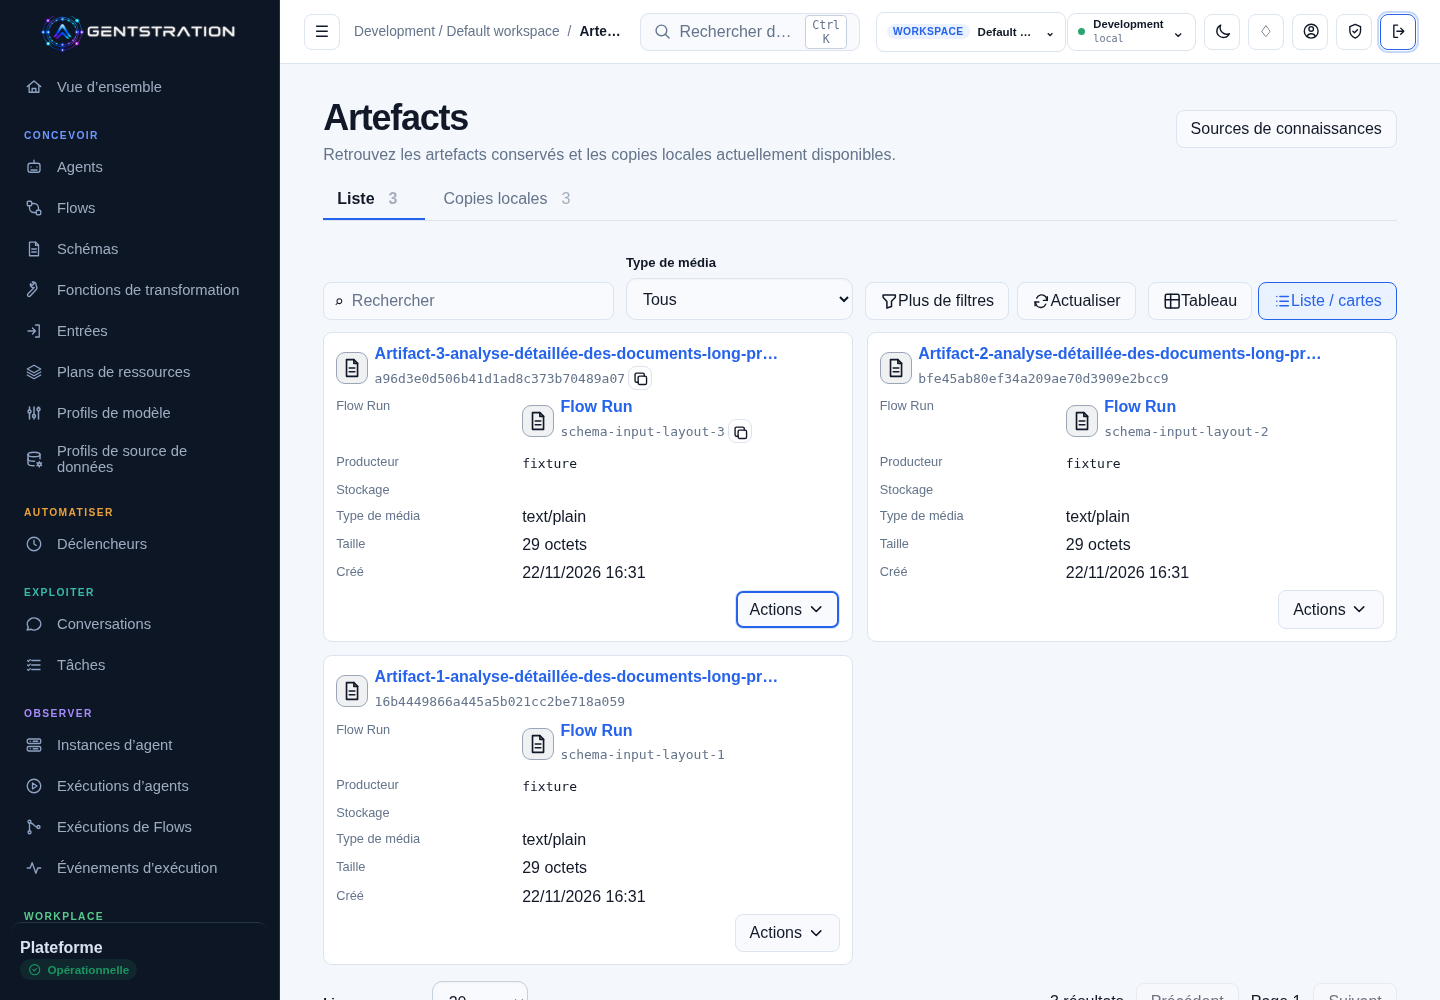 GENTSTRATION
Vue d’ensemble
CONCEVOIR
Agents
Flows
Schémas
Fonctions de transformation
Entrées
Plans de ressources
Profils de modèle
Profils de source de
données
AUTOMATISER
Déclencheurs
EXPLOITER
Conversations
Tâches
OBSERVER
Instances d’agent
Exécutions d’agents
Exécutions de Flows
Événements d’exécution
WORKPLACE
Plateforme
Opérationnelle
Development / Default workspace / Arte…
Rechercher d…
Ctrl
K
WORKSPACE Default …
Development
local
Artefacts
Retrouvez les artefacts conservés et les copies locales actuellement disponibles.
Sources de connaissances
Liste 3
Copies locales 3
Type de média
Rechercher
Tous
Plus de filtres
Actualiser
Tableau
Liste / cartes
Artifact-3-analyse-détaillée-des-documents-long-pr…
a96d3e0d506b41d1ad8c373b70489a07
Flow Run
Flow Run
schema-input-layout-3
Producteur
fixture
Stockage
Type de média
text/plain
Taille
29 octets
Créé
22/11/2026 16:31
Actions
Artifact-2-analyse-détaillée-des-documents-long-pr…
bfe45ab80ef34a209ae70d3909e2bcc9
Flow Run
Flow Run
schema-input-layout-2
Producteur
fixture
Stockage
Type de média
text/plain
Taille
29 octets
Créé
22/11/2026 16:31
Actions
Artifact-1-analyse-détaillée-des-documents-long-pr…
16b4449866a445a5b021cc2be718a059
Flow Run
Flow Run
schema-input-layout-1
Producteur
fixture
Stockage
Type de média
text/plain
Taille
29 octets
Créé
22/11/2026 16:31
Actions
20
3 résultats
Précédent
Page 1
Suivant